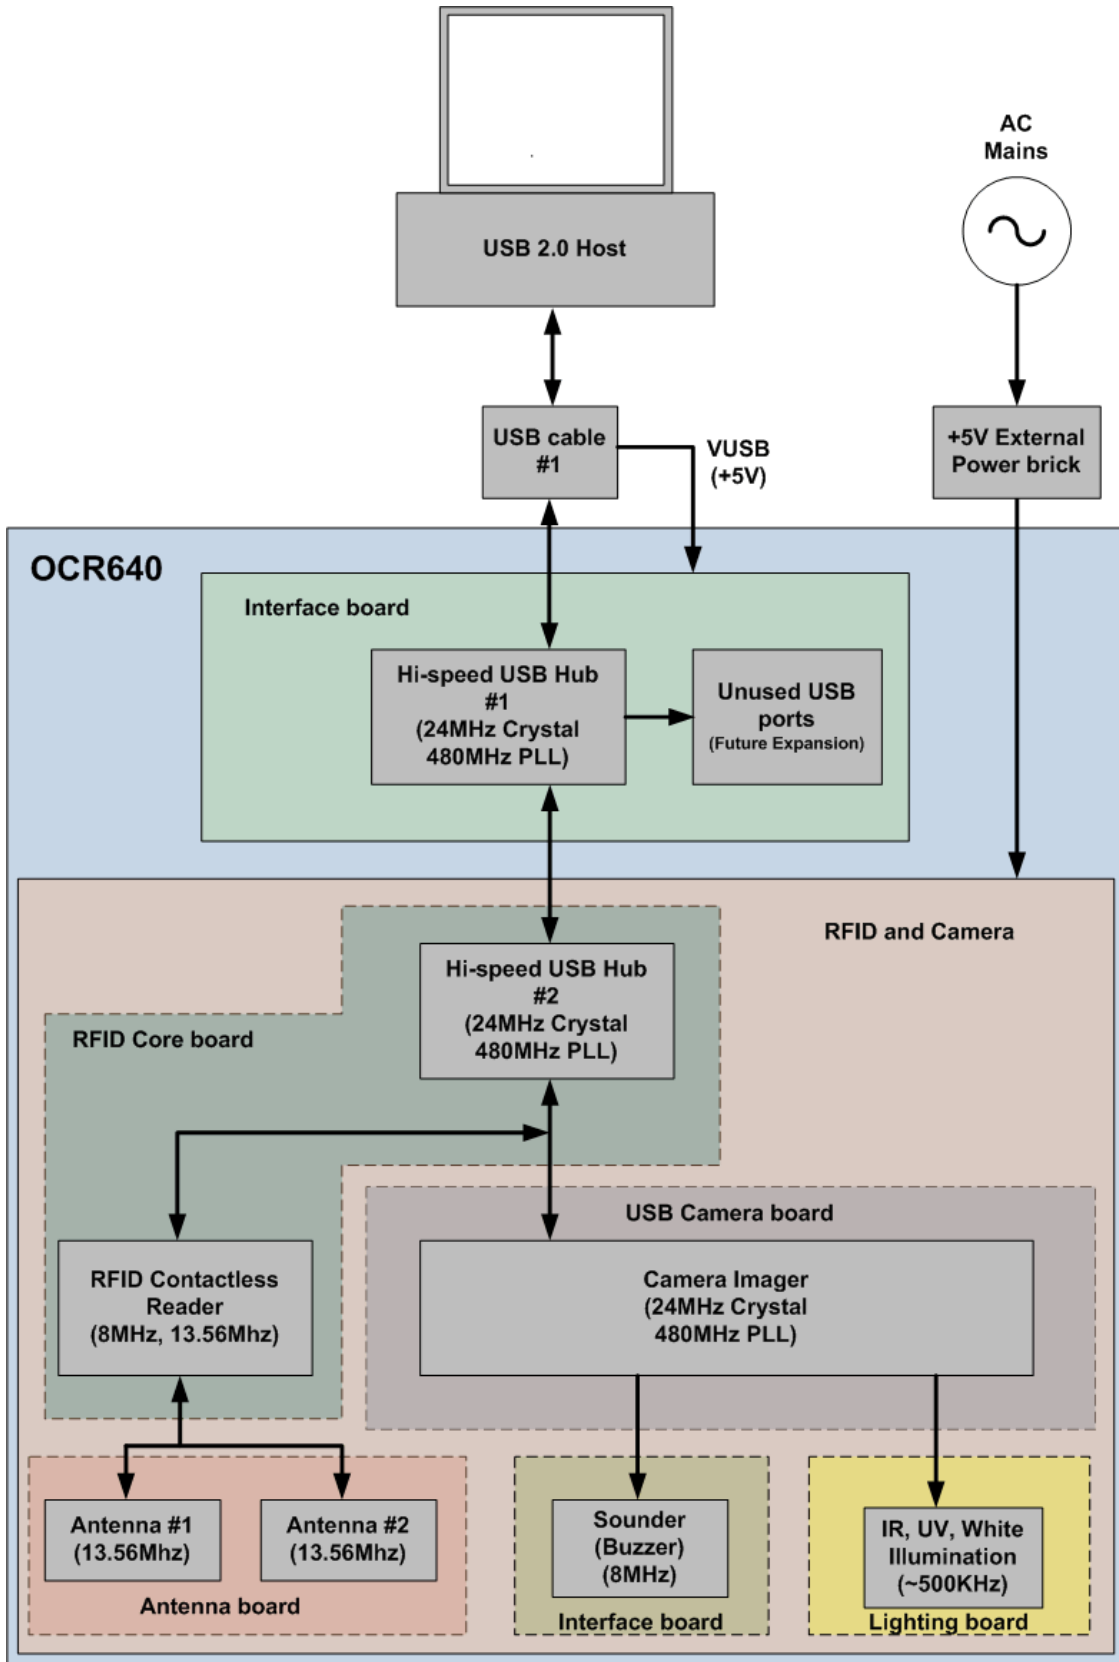 USB 2.0 Host
AC
Mains
USB cable
#1
VUSB
(+5V)
+5V External
Power brick
OCR640
Interface board
Hi-speed USB Hub
#1
(24MHz Crystal
480MHz PLL)
Unused USB
ports
(Future Expansion)
RFID and Camera
Hi-speed USB Hub
#2
(24MHz Crystal
480MHz PLL)
RFID Core board
USB Camera board
RFID Contactless
Reader
(8MHz, 13.56Mhz)
Camera Imager
(24MHz Crystal
480MHz PLL)
Antenna #1
(13.56Mhz)
Antenna #2
(13.56Mhz)
Antenna board
Sounder
(Buzzer)
(8MHz)
Interface board
IR, UV, White
Illumination
(~500KHz)
Lighting board